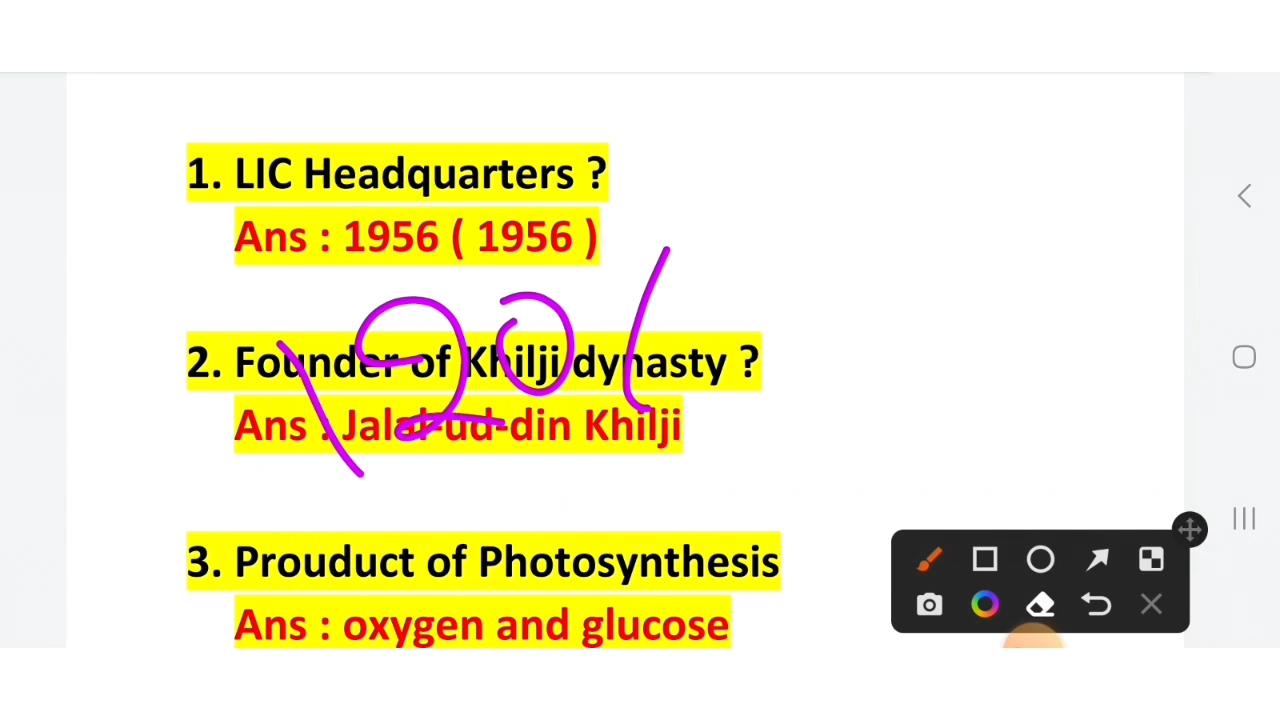 1. LIC Headquarters ?
Ans : 1956 ( 1956 )
2. Founder of Khilji dynasty ?
Ans : Jalal-ud-din Khilji
120
3. Prouduct of Photosynthesis
Ans : oxygen and glucose